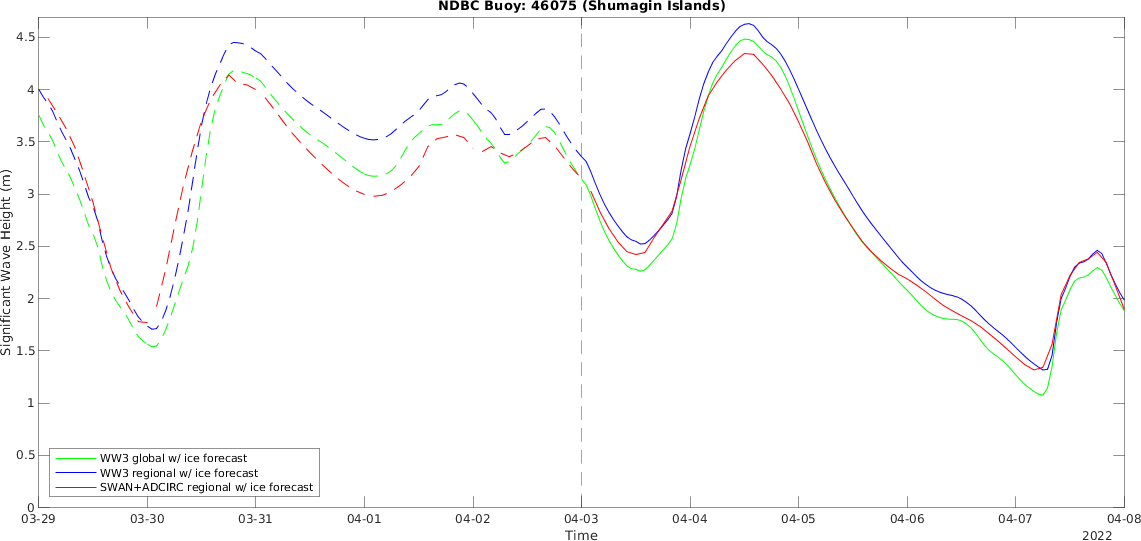 NDBC Buoy: 46075 (Shumagin Islands)
4.5
4
3.5
3
2.5
2
1.5
1
0.5
0
Significant Wave Height (m)
WW3 global w/ ice forecast
WW3 regional w/ ice forecast
SWAN+ADCIRC regional w/ ice forecast
03-29 03-30 03-31 04-01 04-02 04-03 04-04 04-05 04-06 04-07 04-08
Time
2022